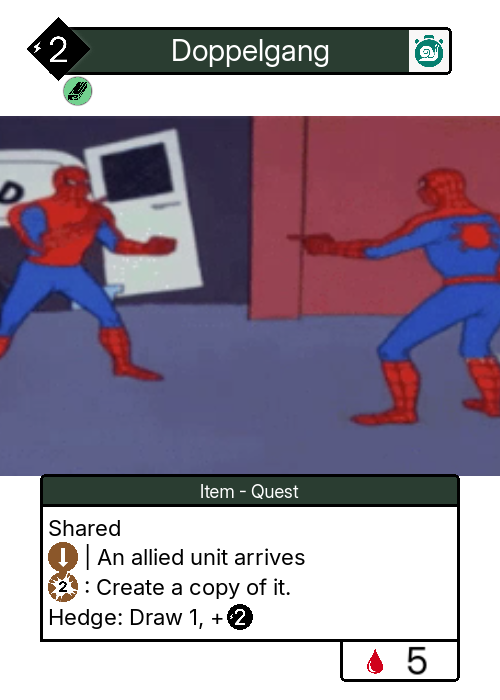 2 Doppelgang
D
Item - Quest
Shared
| An allied unit arrives
2 : Create a copy of it.
Hedge: Draw 1, +2
5